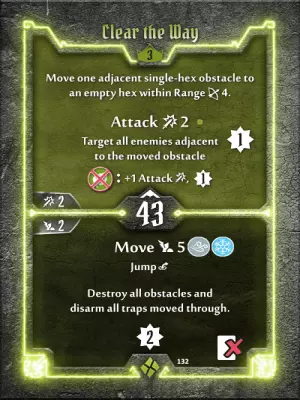 Clear the Way
3
Move one adjacent single-hex obstacle to
an empty hex within Range 4.
Attack 2
Target all enemies adjacent
to the moved obstacle
1
: +1 Attack , 1
2
43
2
Move 5
Jump
Destroy all obstacles and
disarm all traps moved through.
2
132